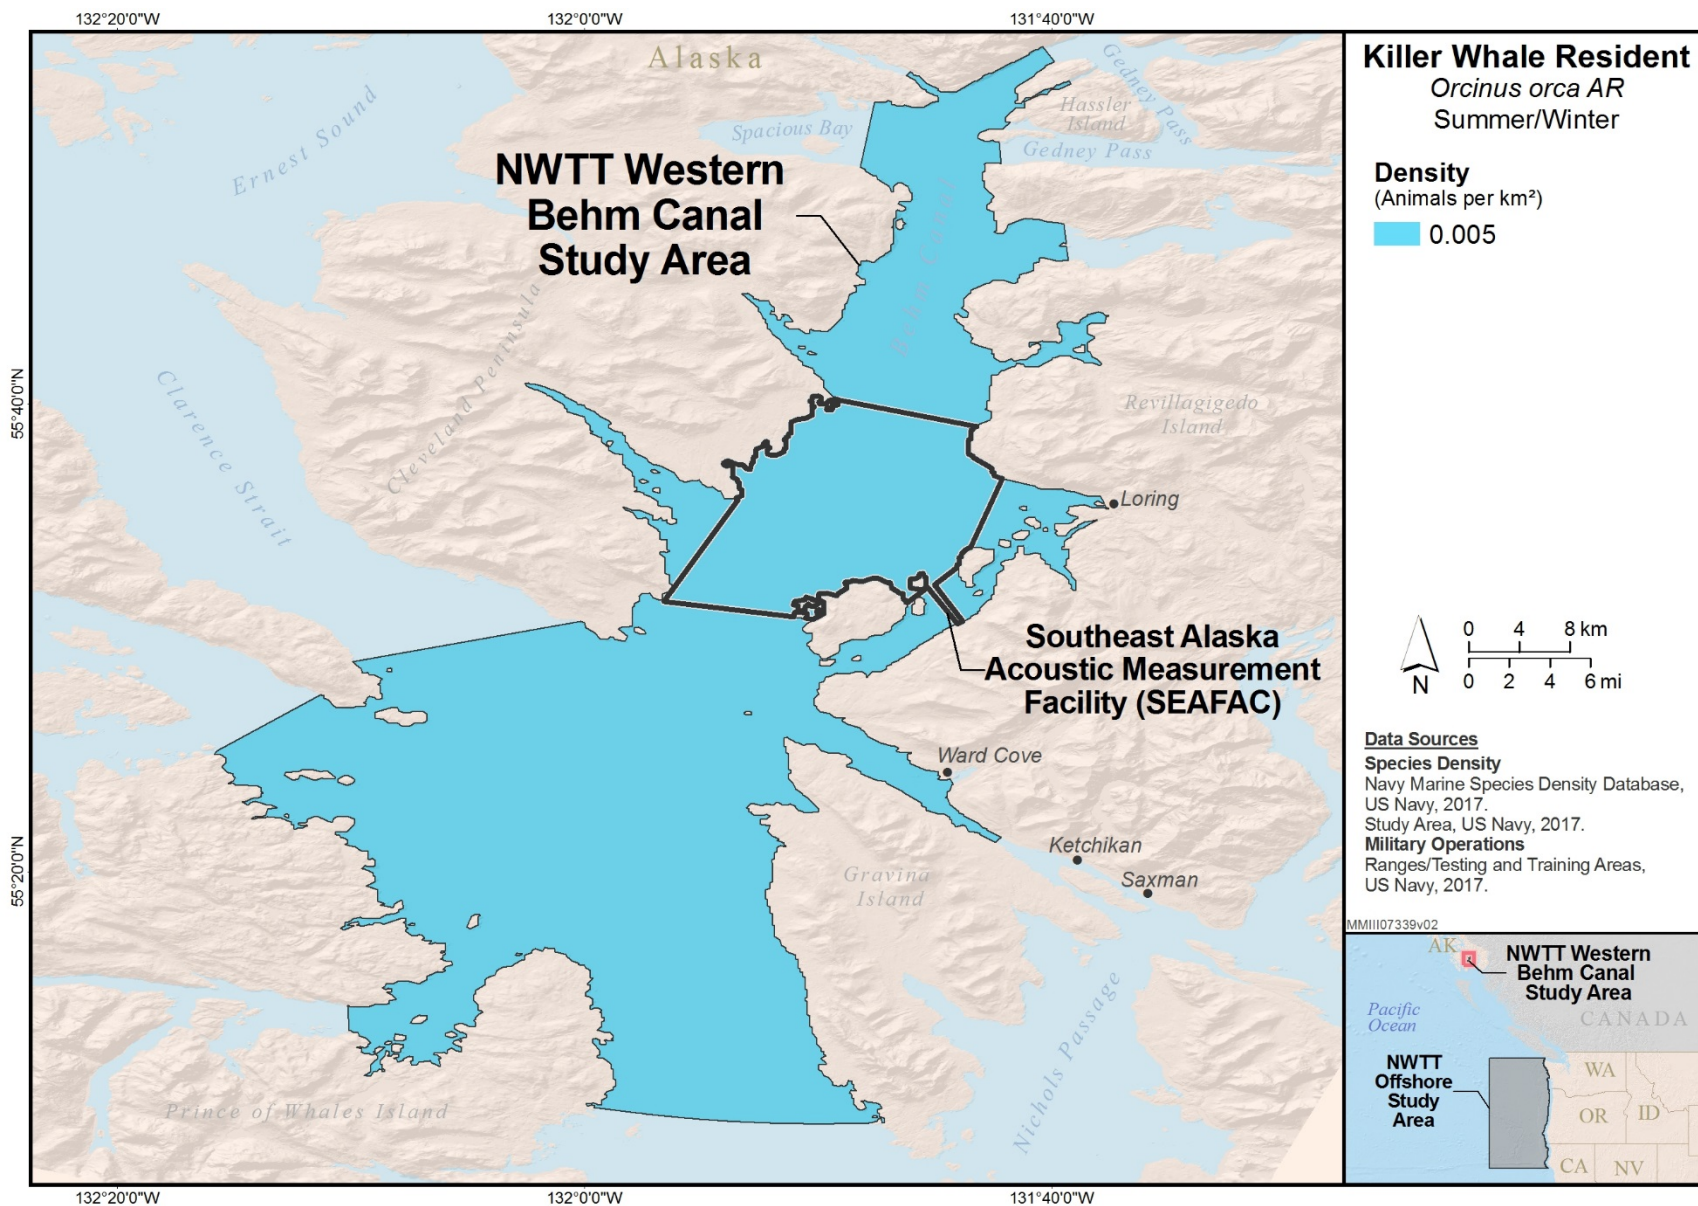 132°20'0"W
132°0'0"W
131°40'0"W
55°40'0"N
55°20'0"N
132°20'0"W
132°0'0"W
131°40'0"W
Alaska
Ernest Sound
Spacious Bay
Hassler
Island
Gedney Pass
Gedney Pass
NWTT Western
Behm Canal
Study Area
Behm Canal
Cleveland Peninsula
Clarence Strait
Revillagigedo
Island
Loring
Southeast Alaska
Acoustic Measurement
Facility (SEAFAC)
Ward Cove
Ketchikan
Saxman
Gravina
Island
Nichols Passage
Prince of Whales Island
Killer Whale Resident
Orcinus orca AR
Summer/Winter
Density
(Animals per km²)
0.005
N
0 4 8 km
0 2 4 6 mi
Data Sources
Species Density
Navy Marine Species Density Database,
US Navy, 2017.
Study Area, US Navy, 2017.
Military Operations
Ranges/Testing and Training Areas,
US Navy, 2017.
MMIII07339v02
AK
NWTT Western
Behm Canal
Study Area
Pacific
Ocean
CANADA
NWTT
Offshore
Study
Area
WA
OR
ID
CA
NV